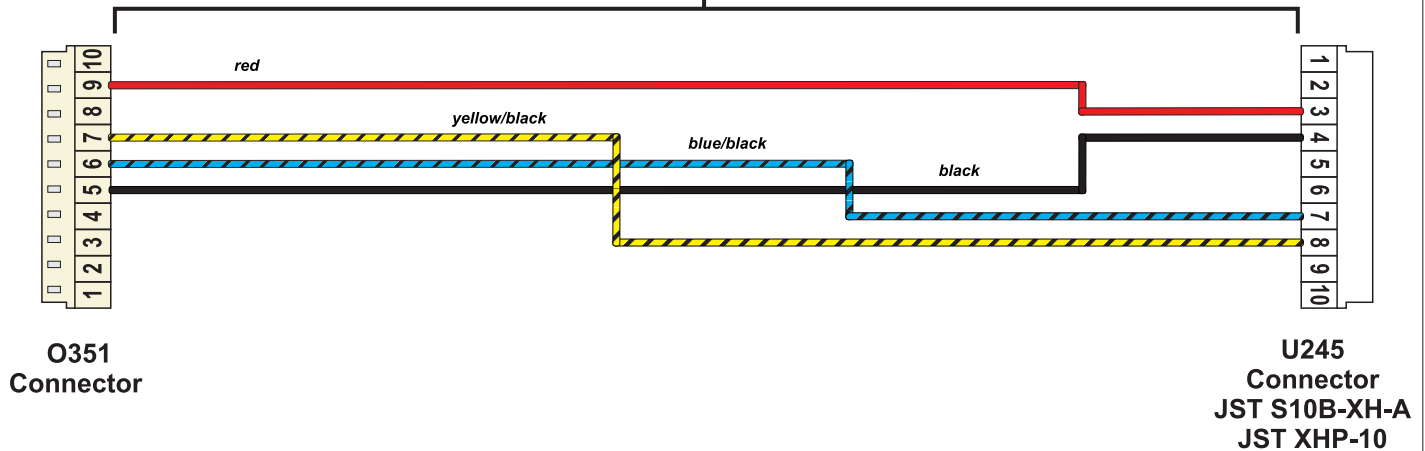 red
yellow/black
blue/black
black
10
9
8
7
6
5
4
3
2
1
1
2
3
4
5
6
7
8
9
10
O351
Connector
U245
Connector
JST S10B-XH-A
JST XHP-10